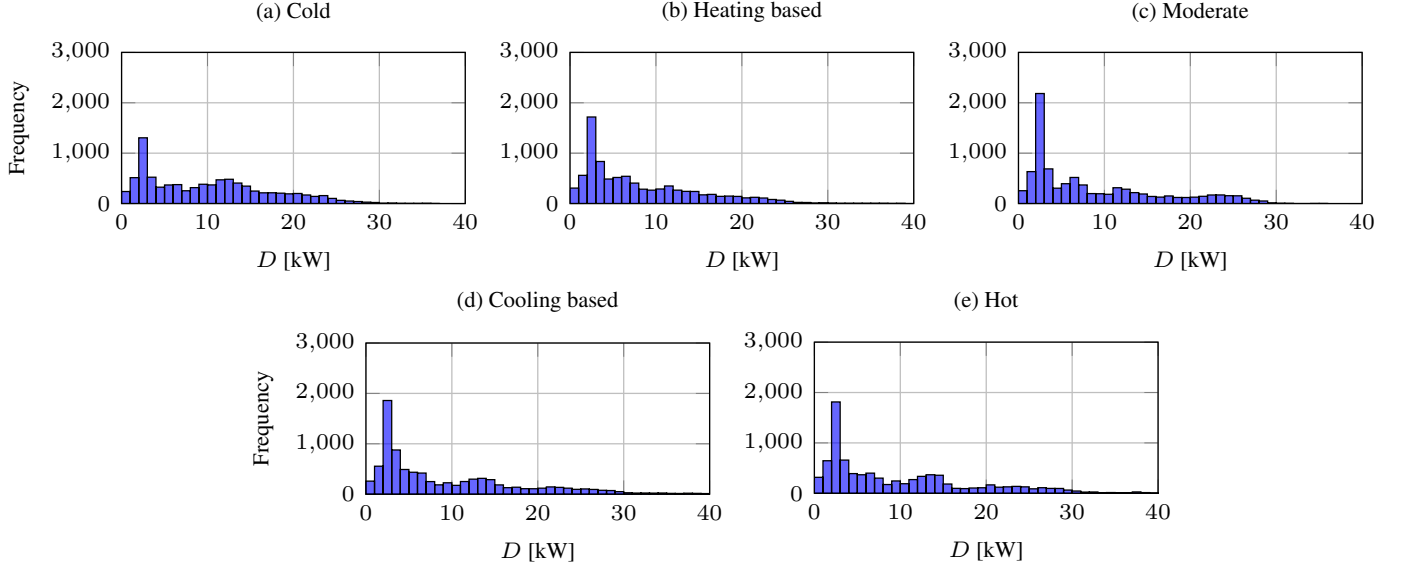 (a) Cold
(b) Heating based
(c) Moderate
3,000
2,000
1,000
0
0 10 20 30 40
Frequency
D [kW]
3,000
2,000
1,000
0
0 10 20 30 40
D [kW]
3,000
2,000
1,000
0
0 10 20 30 40
D [kW]
(d) Cooling based
(e) Hot
3,000
2,000
1,000
0
0 10 20 30 40
Frequency
D [kW]
3,000
2,000
1,000
0
0 10 20 30 40
D [kW]